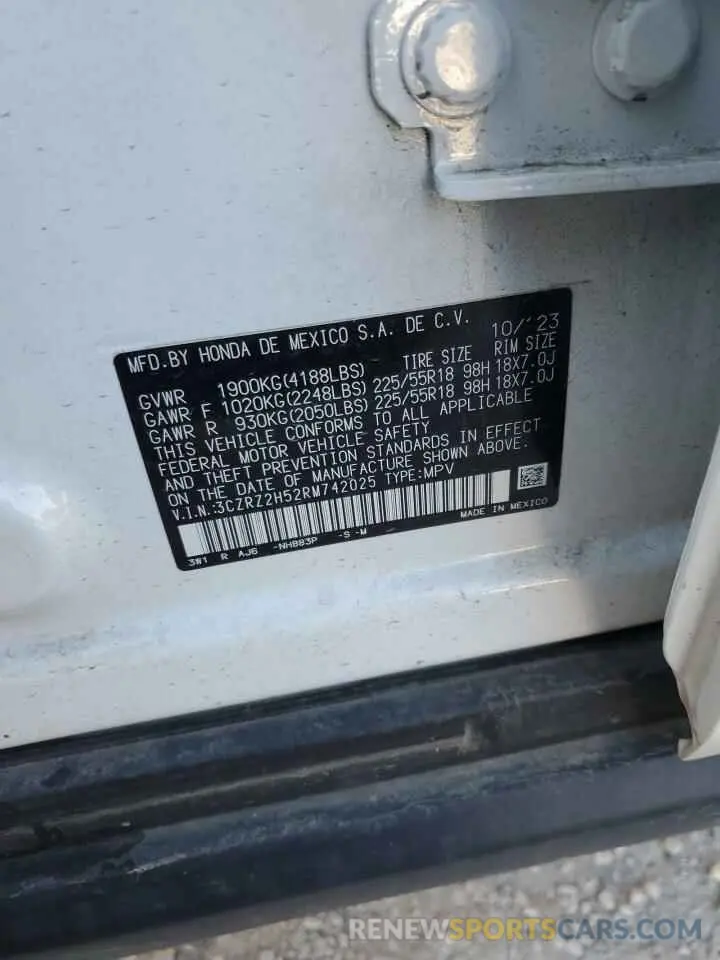 MFD.BY HONDA DE MEXICO S.A. DE C.V. 10/'23
TIRE SIZE RIM SIZE
GVWR 1900KG(4188LBS)
GAWR F 1020KG(2248LBS) 225/55R18 98H 18X7.0J
GAWR R 930KG(2050LBS) 225/55R18 98H 18X7.0J
THIS VEHICLE CONFORMS TO ALL APPLICABLE
FEDERAL MOTOR VEHICLE SAFETY
AND THEFT PREVENTION STANDARDS IN EFFECT
ON THE DATE OF MANUFACTURE SHOWN ABOVE.
V.I.N.:3CZRZ2H52RM742025 TYPE:MPV
MADE IN MEXICO
3W1 R AJ6 -NH883P -S -M
RENEWSPORTSCARS.COM